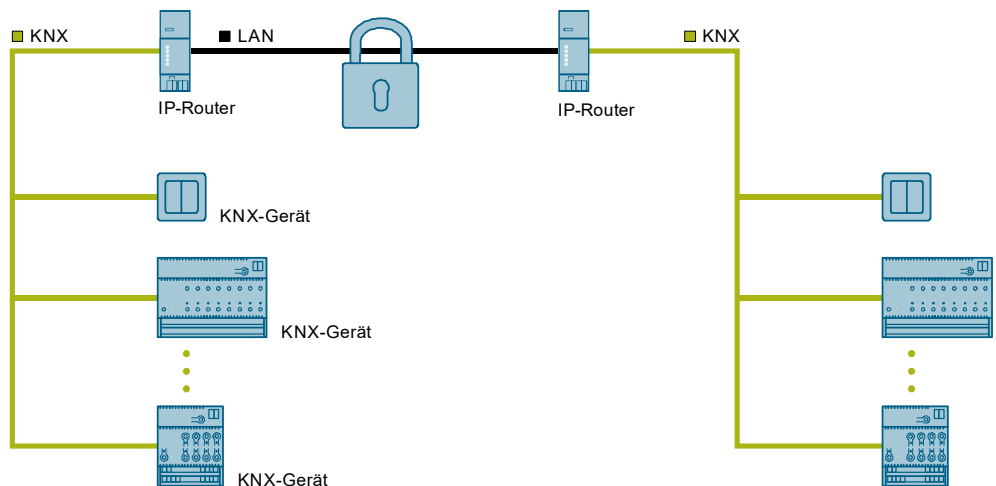 KNX
LAN
KNX
IP-Router
IP-Router
KNX-Gerät
KNX-Gerät
KNX-Gerät